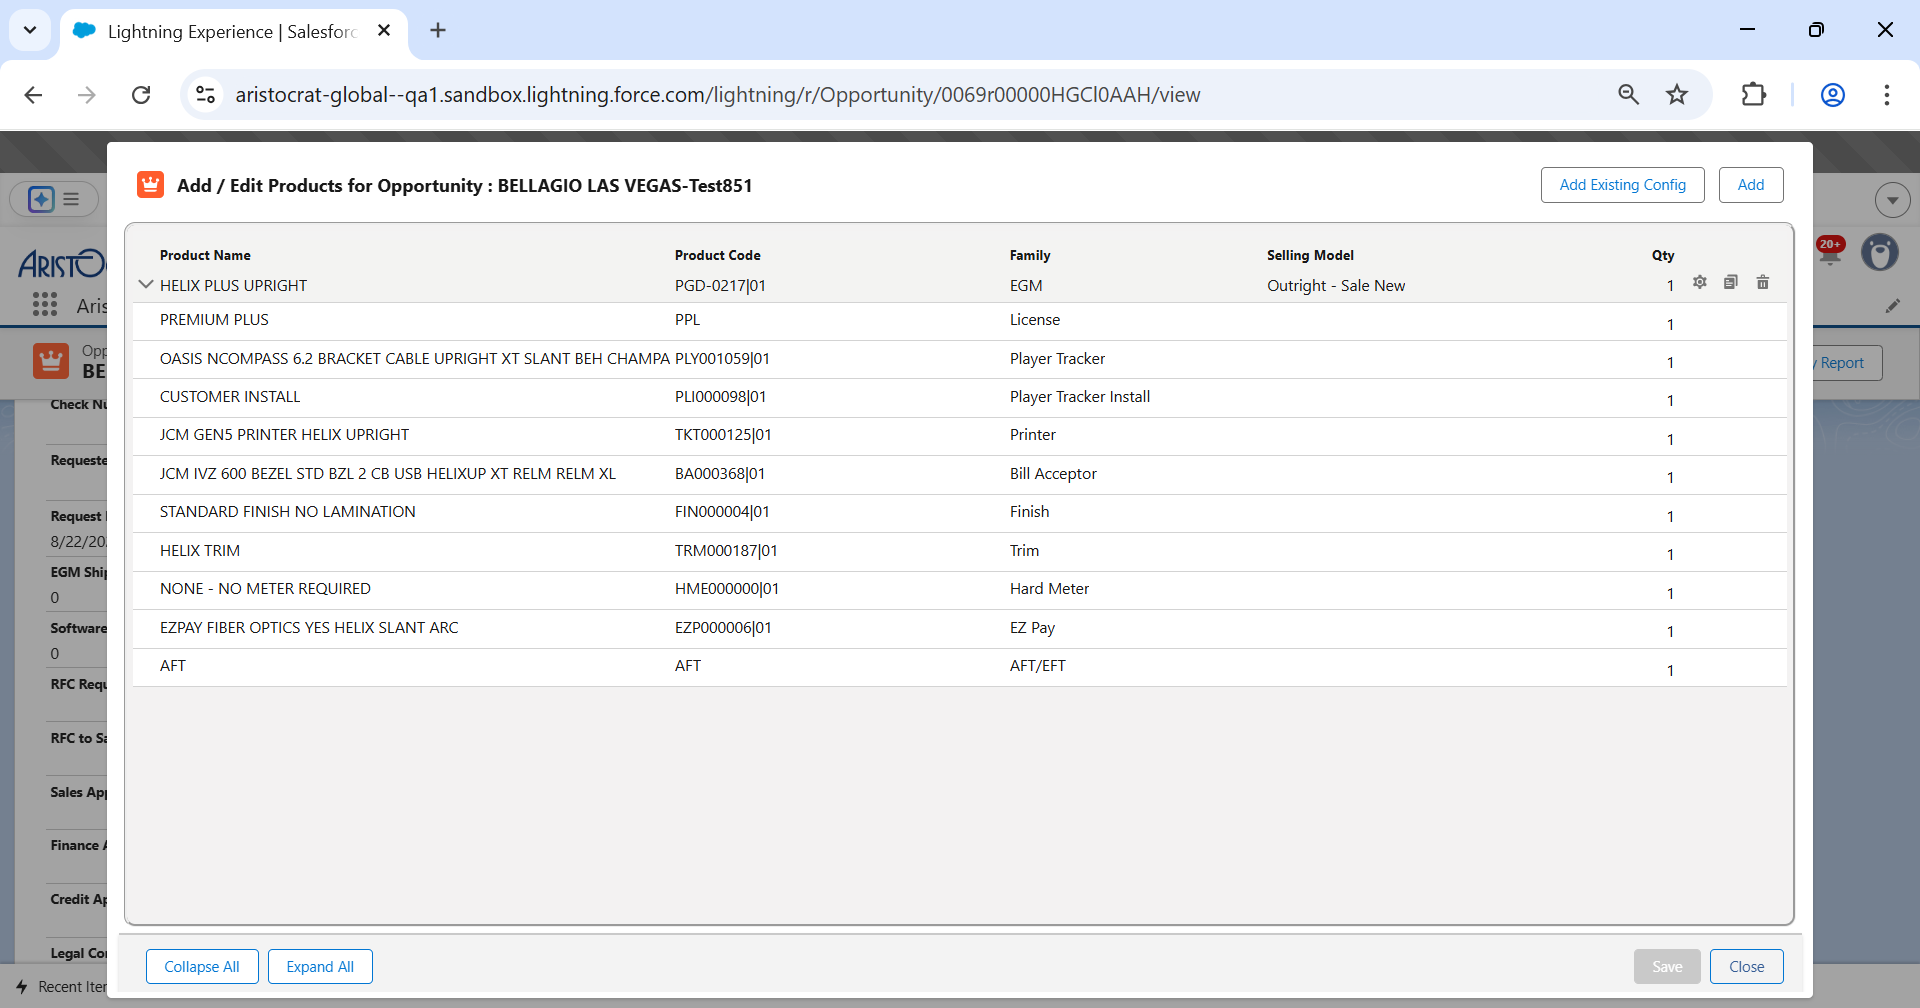 Lightning Experience | Salesforc
aristocrat-global--qa1.sandbox.lightning.force.com/lightning/r/Opportunity/0069r00000HGCl0AAH/view
Add / Edit Products for Opportunity : BELLAGIO LAS VEGAS-Test851
Add Existing Config
Add
Product Name Product Code Family Selling Model Qty
HELIX PLUS UPRIGHT PGD-0217|01 EGM Outright - Sale New 1
PREMIUM PLUS PPL License 1
OASIS NCOMPASS 6.2 BRACKET CABLE UPRIGHT XT SLANT BEH CHAMPA PLY001059|01 Player Tracker 1
CUSTOMER INSTALL PLI000098|01 Player Tracker Install 1
JCM GEN5 PRINTER HELIX UPRIGHT TKT000125|01 Printer 1
JCM IVZ 600 BEZEL STD BZL 2 CB USB HELIXUP XT RELM RELM XL BA000368|01 Bill Acceptor 1
STANDARD FINISH NO LAMINATION FIN000004|01 Finish 1
HELIX TRIM TRM000187|01 Trim 1
NONE - NO METER REQUIRED HME000000|01 Hard Meter 1
EZPAY FIBER OPTICS YES HELIX SLANT ARC EZP000006|01 EZ Pay 1
AFT AFT AFT/EFT 1
Collapse All
Expand All
Save
Close
ARISTO
Aris
20+
Opp
BE
y Report
Check Nu
Requeste
Request
8/22/20
EGM Ship
0
Software
0
RFC Requ
RFC to Sa
Sales App
Finance A
Credit Ap
Legal Co
Recent Iter